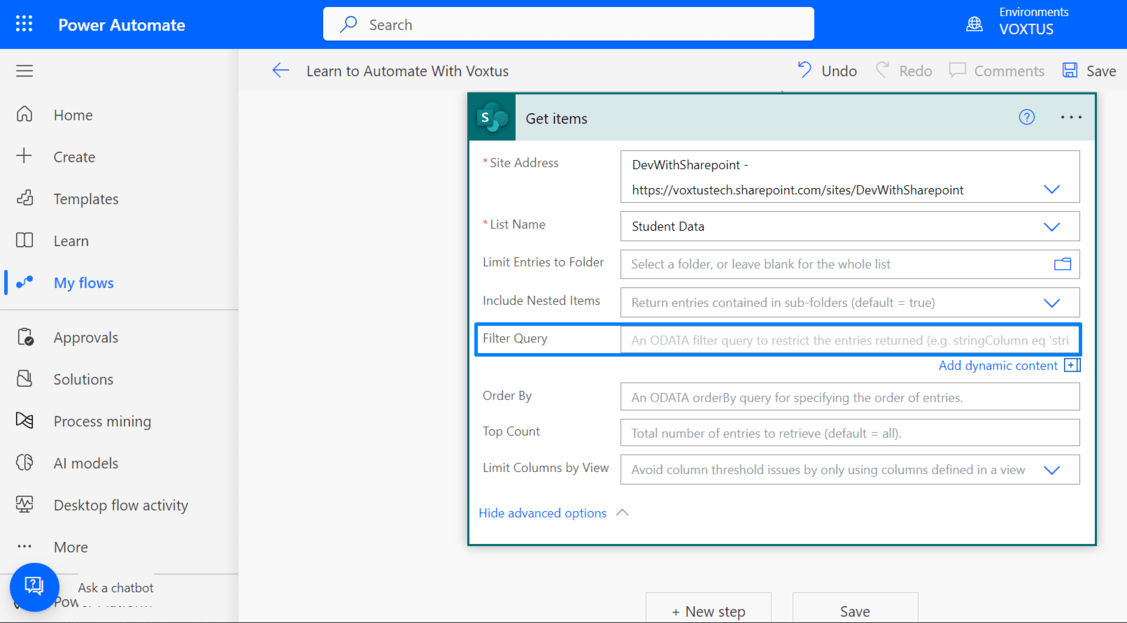 Power Automate
Search
Environments
VOXTUS
Learn to Automate With Voxtus
Undo
Redo
Comments
Save
Home
Create
Templates
Learn
My flows
Approvals
Solutions
Process mining
AI models
Desktop flow activity
More
Ask a chatbot
S
Get items
* Site Address
DevWithSharepoint -
https://voxtustech.sharepoint.com/sites/DevWithSharepoint
* List Name
Student Data
Limit Entries to Folder
Select a folder, or leave blank for the whole list
Include Nested Items
Return entries contained in sub-folders (default = true)
Filter Query
An ODATA filter query to restrict the entries returned (e.g. stringColumn eq 'stri
Add dynamic content
Order By
An ODATA orderBy query for specifying the order of entries.
Top Count
Total number of entries to retrieve (default = all).
Limit Columns by View
Avoid column threshold issues by only using columns defined in a view
Hide advanced options
+ New step
Save